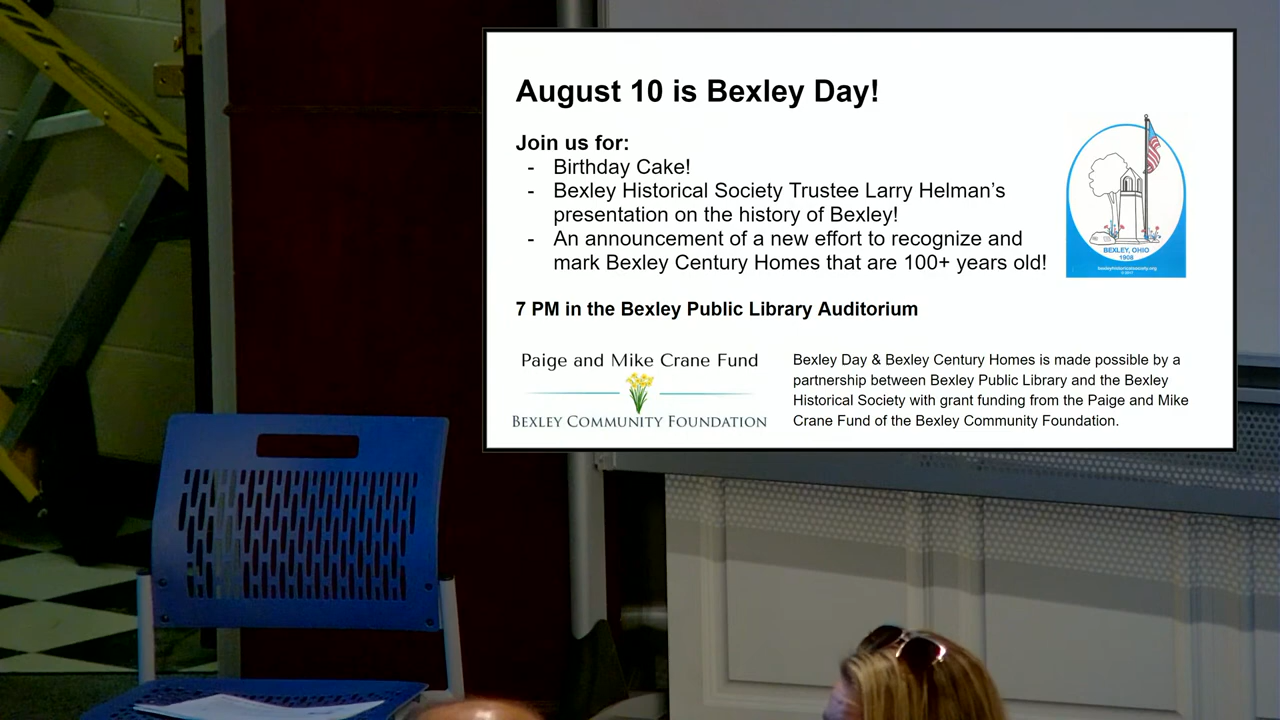 August 10 is Bexley Day!
Join us for:
- Birthday Cake!
- Bexley Historical Society Trustee Larry Helman's
presentation on the history of Bexley!
- An announcement of a new effort to recognize and
mark Bexley Century Homes that are 100+ years old!
BEXLEY, OHIO
1908
bexleyhistoricalsociety.org
7 PM in the Bexley Public Library Auditorium
Paige and Mike Crane Fund
BEXLEY COMMUNITY FOUNDATION
Bexley Day & Bexley Century Homes is made possible by a
partnership between Bexley Public Library and the Bexley
Historical Society with grant funding from the Paige and Mike
Crane Fund of the Bexley Community Foundation.